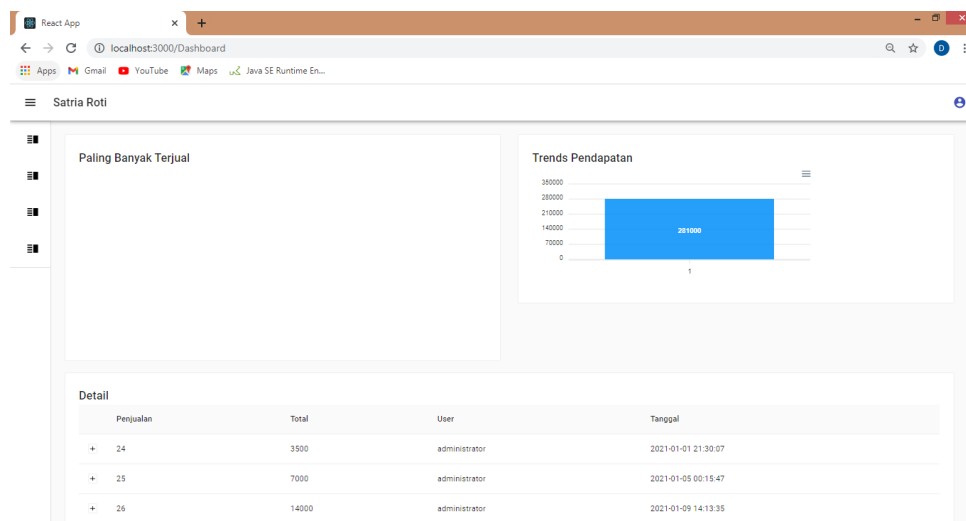 React App
localhost:3000/Dashboard
D
Apps Gmail YouTube Maps Java SE Runtime En...
Satria Roti
Paling Banyak Terjual
Trends Pendapatan
350000
280000
210000
140000
70000
0
281000
1
Detail
Penjualan Total User Tanggal
24 3500 administrator 2021-01-01 21:30:07
25 7000 administrator 2021-01-05 00:15:47
26 14000 administrator 2021-01-09 14:13:35